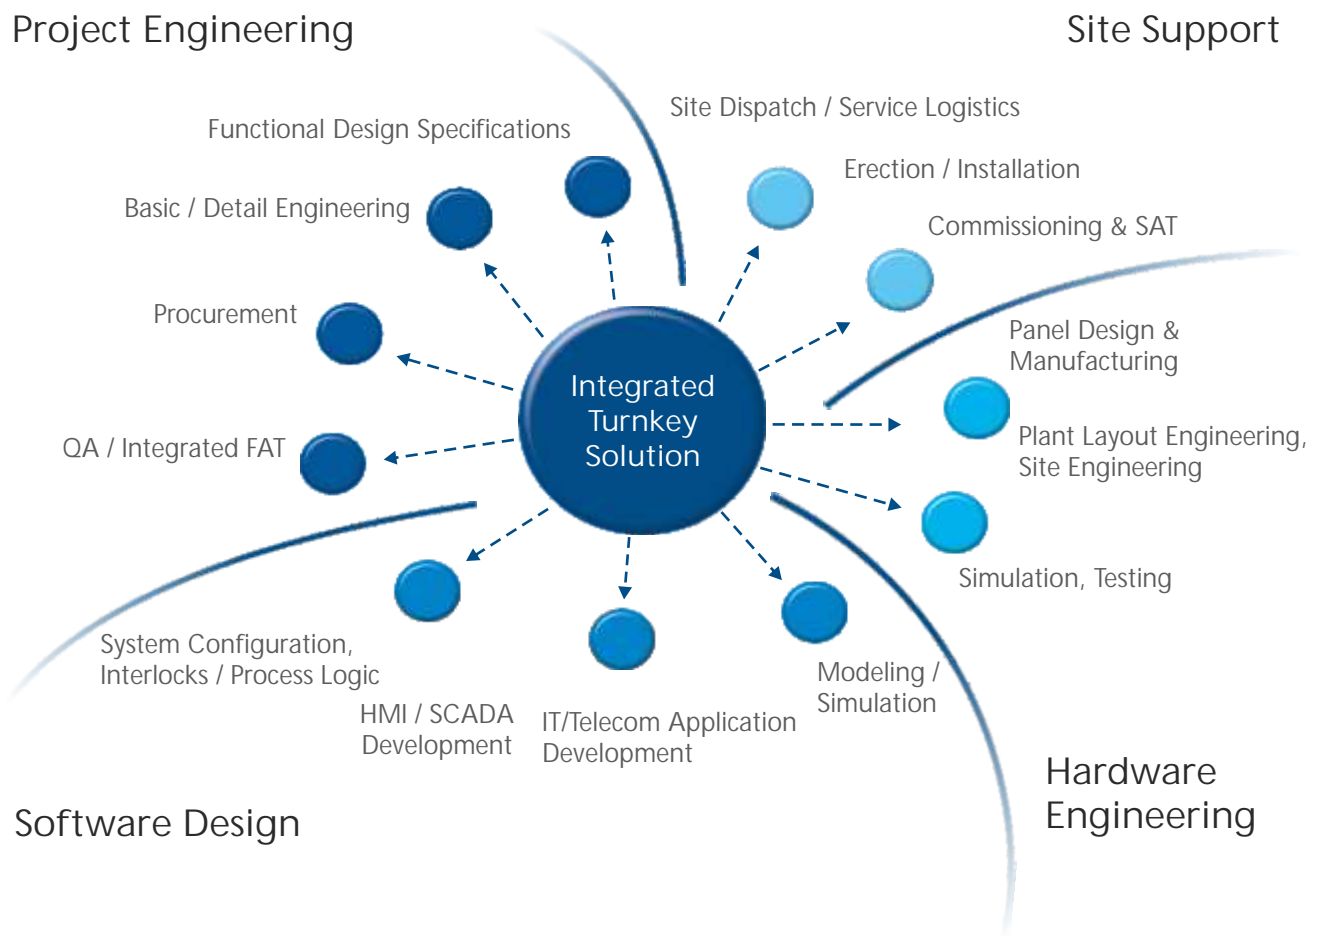 Project Engineering
Site Support
Site Dispatch / Service Logistics
Functional Design Specifications
Erection / Installation
Basic / Detail Engineering
Commissioning & SAT
Procurement
Panel Design &
Manufacturing
Integrated
Turnkey
Solution
QA / Integrated FAT
Plant Layout Engineering,
Site Engineering
Simulation, Testing
System Configuration,
Interlocks / Process Logic
Modeling /
Simulation
HMI / SCADA
Development
IT/Telecom Application
Development
Hardware
Engineering
Software Design